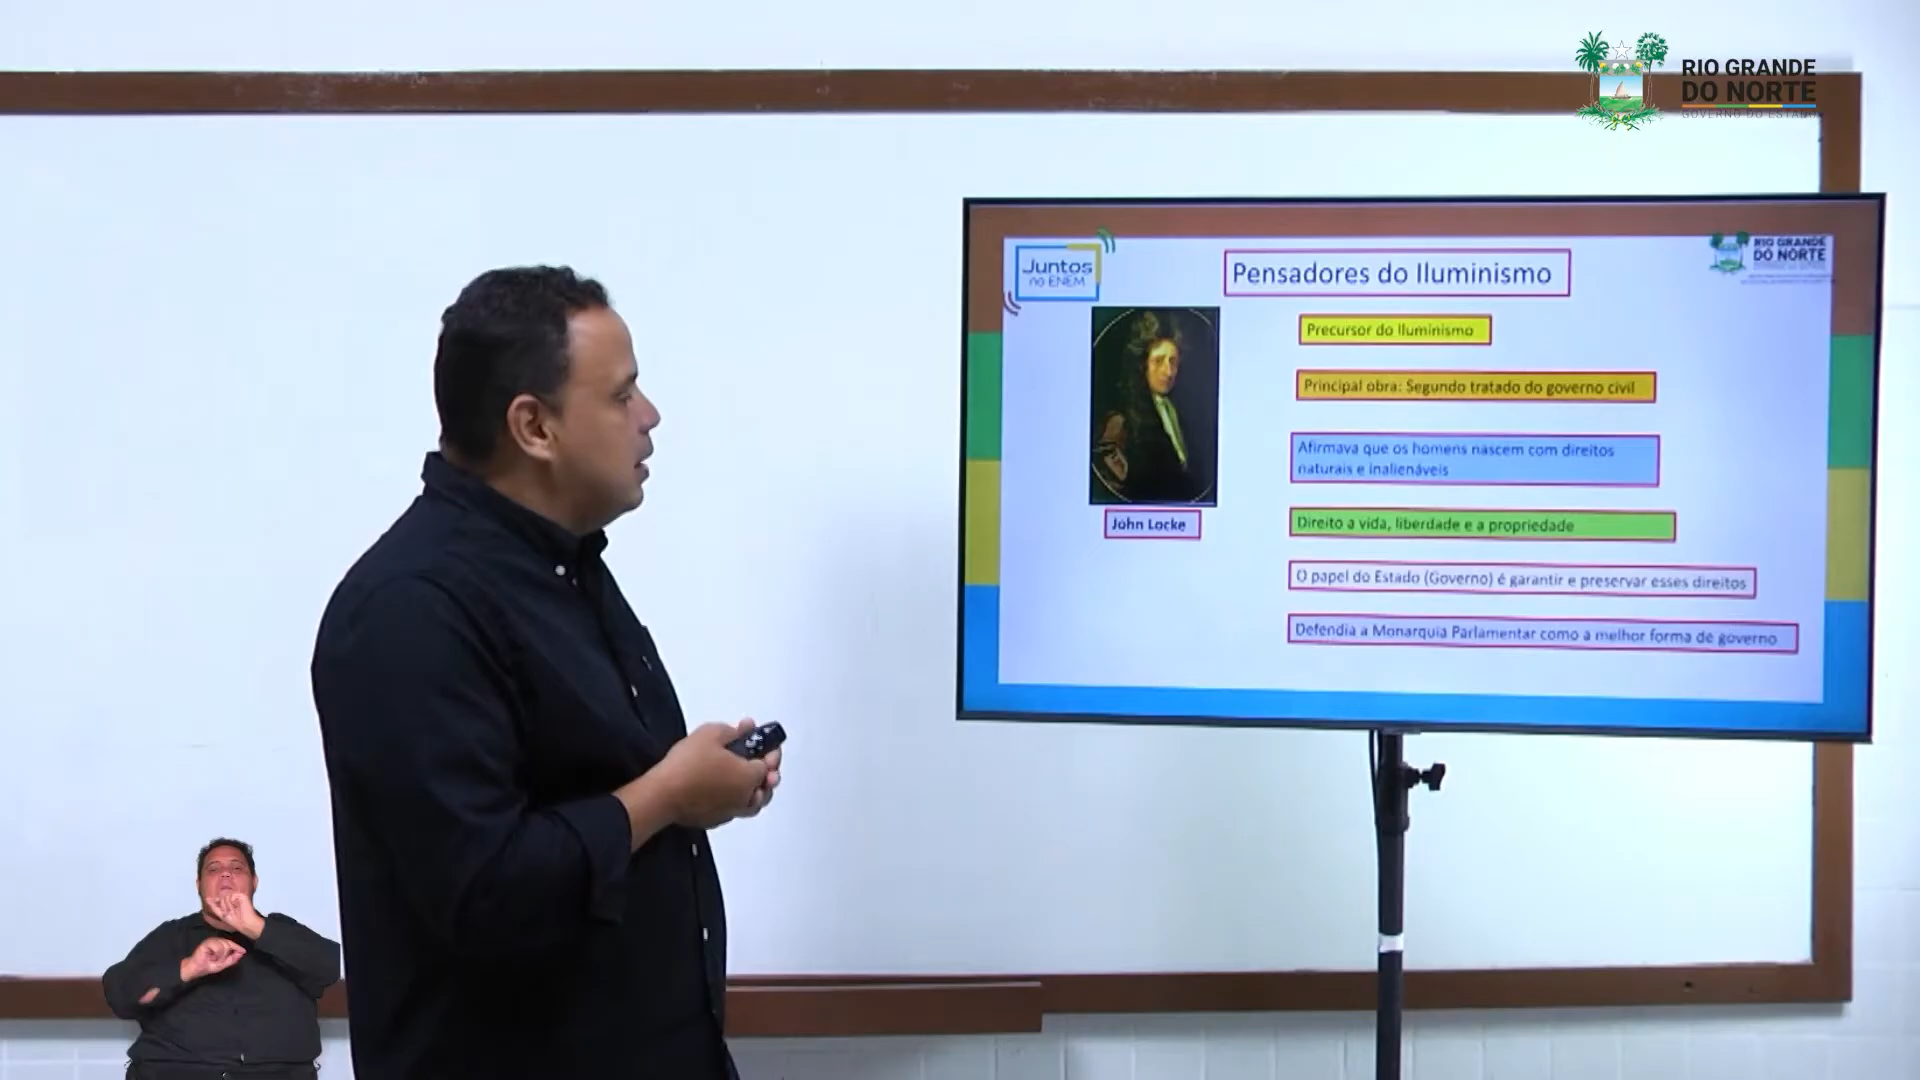 RIO GRANDE
DO NORTE
GOVERNO DO ESTADO
Juntos
no ENEM
Pensadores do Iluminismo
RIO GRANDE
DO NORTE
Precursor do Iluminismo
Principal obra: Segundo tratado do governo civil
Afirmava que os homens nascem com direitos
naturais e inalienáveis
John Locke
Direito a vida, liberdade e a propriedade
O papel do Estado (Governo) é garantir e preservar esses direitos
Defendia a Monarquia Parlamentar como a melhor forma de governo